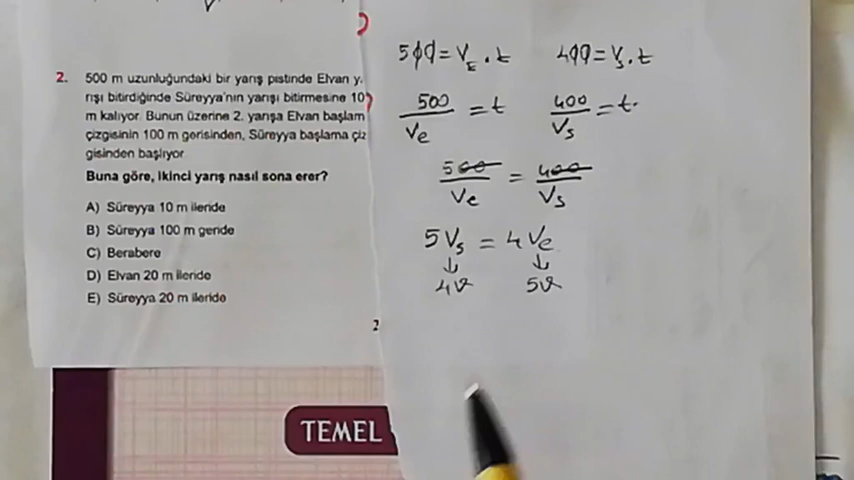 2. 500 m uzunluğundaki bir yarış pistinde Elvan y
rışı bitirdiğinde Süreyya'nın yarışı bitirmesine 10
m kalıyor. Bunun üzerine 2. yarışa Elvan başlam
çizgisinin 100 m gerisinden, Süreyya başlama çiz
gisinden başlıyor
Buna göre, ikinci yarış nasıl sona erer?
A) Süreyya 10 m ileride
B) Süreyya 100 m geride
C) Berabere
D) Elvan 20 m ileride
E) Süreyya 20 m ileride
2
TEMEL
500 = VE . t 400 = Vs . t
500/Ve = t 400/Vs = t
500/Ve = 400/Vs
5Vs = 4Ve
↓ ↓
4ϑ 5ϑ